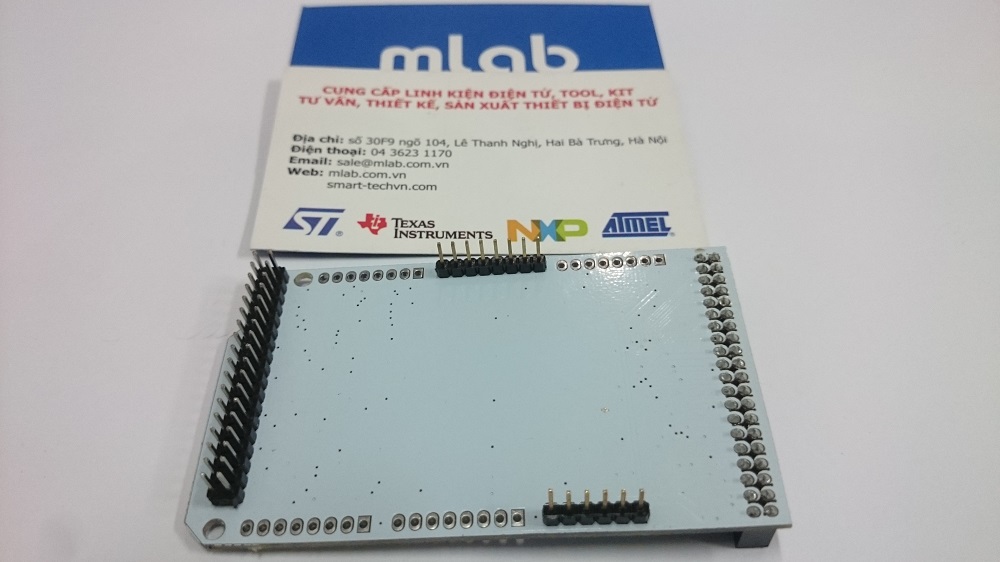 mLab
CUNG CẤP LINH KIỆN ĐIỆN TỬ, TOOL, KIT
TƯ VẤN, THIẾT KẾ, SẢN XUẤT THIẾT BỊ ĐIỆN TỬ
Địa chỉ: số 30F9 ngõ 104, Lê Thanh Nghị, Hai Bà Trưng, Hà Nội
Điện thoại: 04 3623 1170
Email: sale@mlab.com.vn
Web: mlab.com.vn
smart-techvn.com
ST® TEXAS INSTRUMENTS NXP ATMEL®